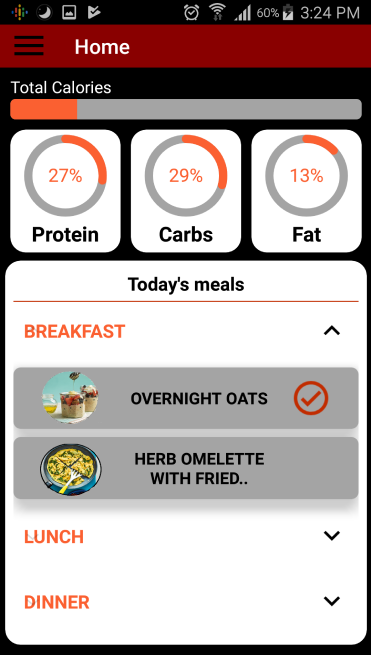 60% 3:24 PM
Home
Total Calories
27% 29% 13%
Protein Carbs Fat
Today's meals
BREAKFAST
OVERNIGHT OATS
HERB OMELETTE
WITH FRIED..
LUNCH
DINNER